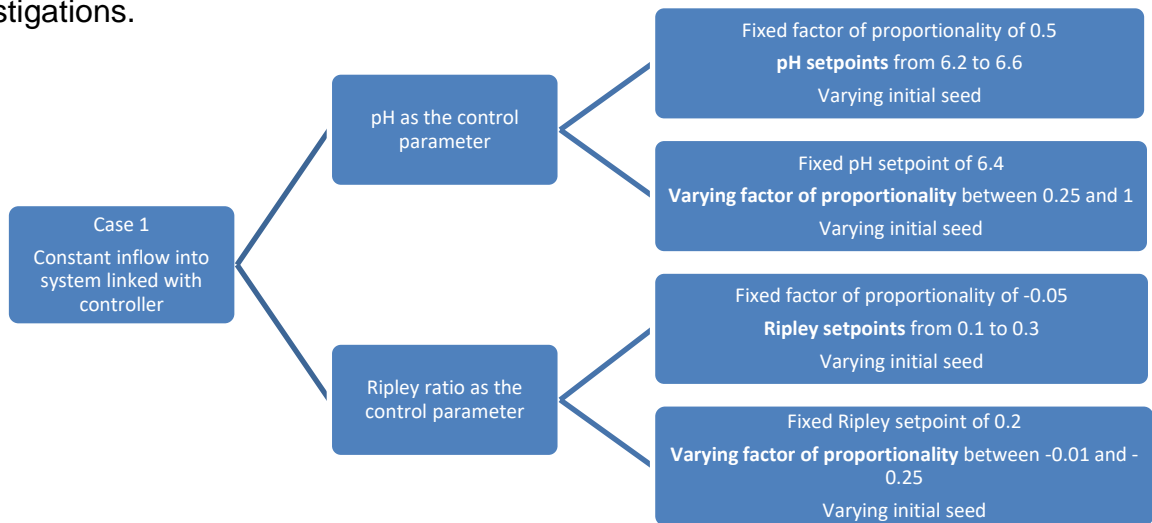 stigations.
Case 1
Constant inflow into
system linked with
controller
pH as the control
parameter
Ripley ratio as the
control parameter
Fixed factor of proportionality of 0.5
pH setpoints from 6.2 to 6.6
Varying initial seed
Fixed pH setpoint of 6.4
Varying factor of proportionality between 0.25 and 1
Varying initial seed
Fixed factor of proportionality of -0.05
Ripley setpoints from 0.1 to 0.3
Varying initial seed
Fixed Ripley setpoint of 0.2
Varying factor of proportionality between -0.01 and -
0.25
Varying initial seed